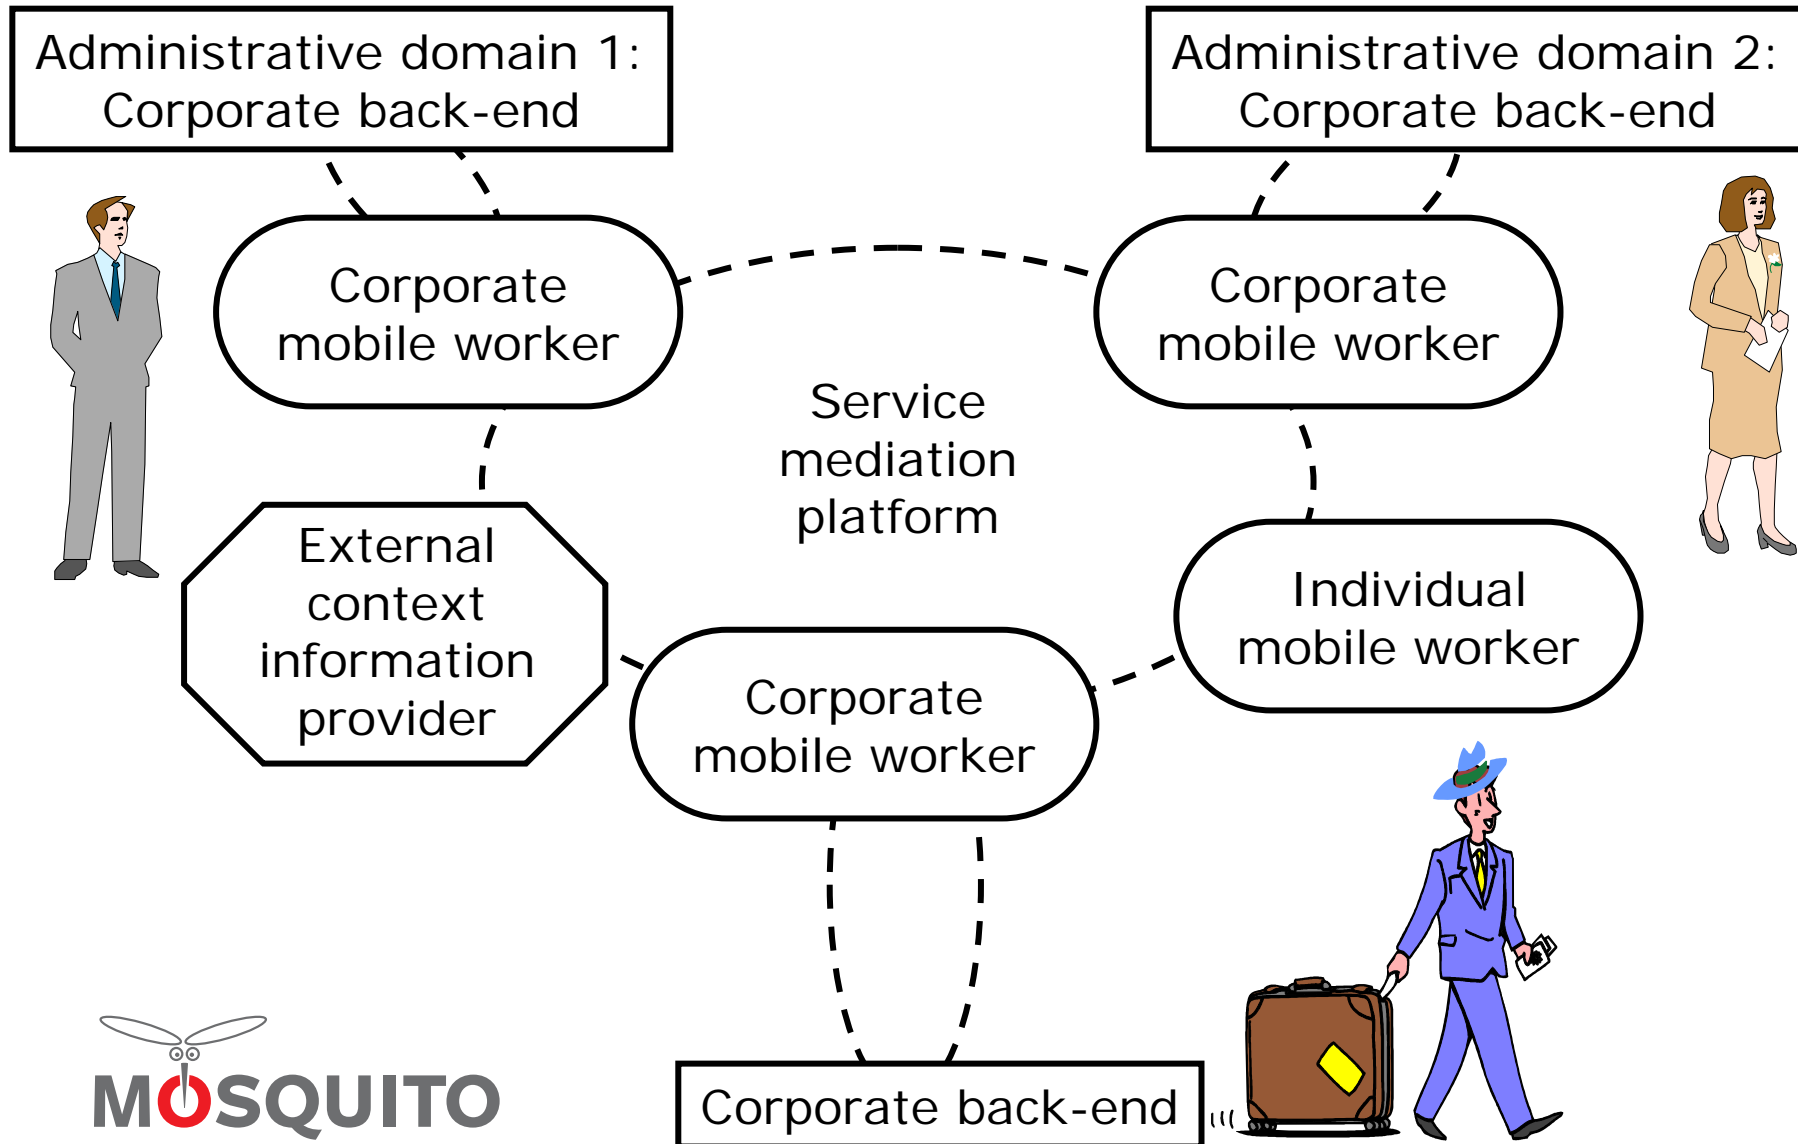 Administrative domain 1:
Corporate back-end
Administrative domain 2:
Corporate back-end
Corporate
mobile worker
Corporate
mobile worker
Service
mediation
platform
External
context
information
provider
Individual
mobile worker
Corporate
mobile worker
Corporate back-end
MOSQUITO